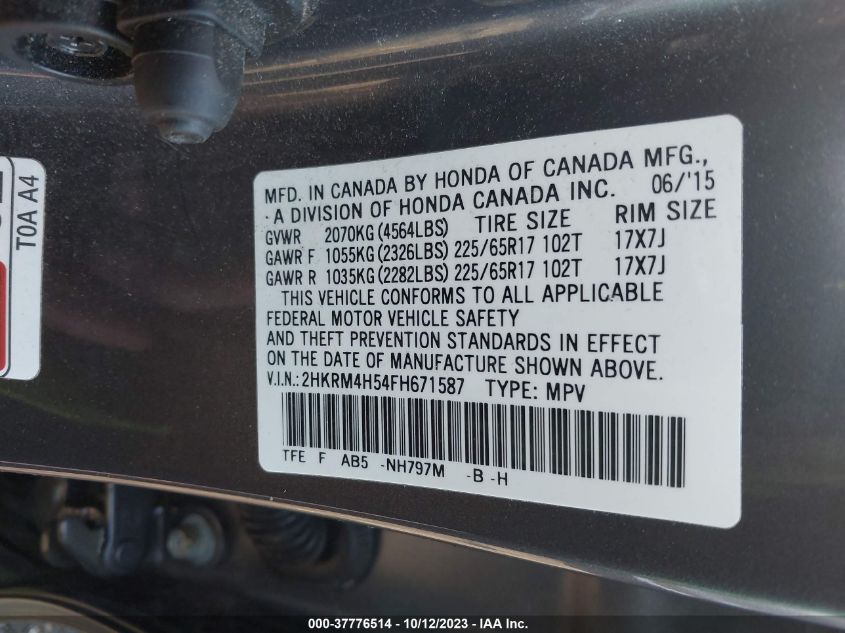 T0A A4
MFD. IN CANADA BY HONDA OF CANADA MFG.,
A DIVISION OF HONDA CANADA INC. 06/'15
GVWR 2070KG (4564LBS) TIRE SIZE RIM SIZE
GAWR F 1055KG (2326LBS) 225/65R17 102T 17X7J
GAWR R 1035KG (2282LBS) 225/65R17 102T 17X7J
THIS VEHICLE CONFORMS TO ALL APPLICABLE
FEDERAL MOTOR VEHICLE SAFETY
AND THEFT PREVENTION STANDARDS IN EFFECT
ON THE DATE OF MANUFACTURE SHOWN ABOVE.
V.I.N.: 2HKRM4H54FH671587 TYPE: MPV
TFE F AB5 -NH797M -B -H
000-37776514 - 10/12/2023 - IAA Inc.